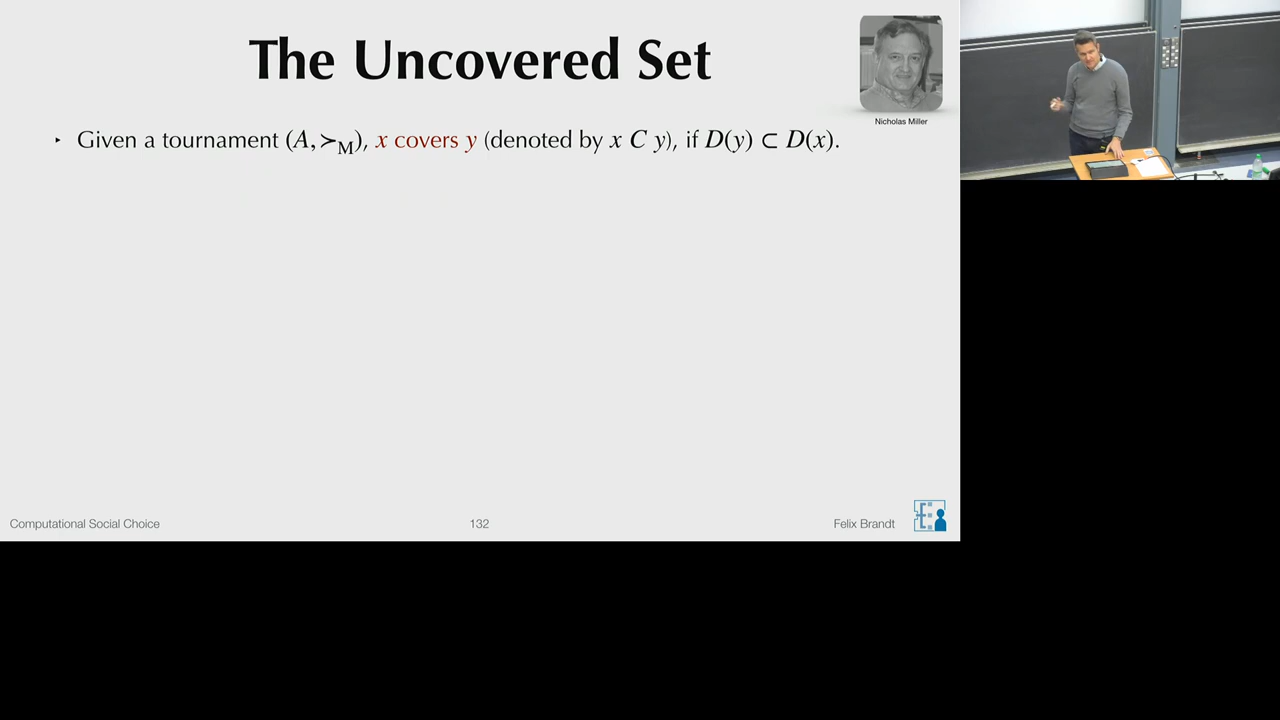 The Uncovered Set
Nicholas Miller
‣ Given a tournament (A, ≻M), x covers y (denoted by x C y), if D(y) ⊂ D(x).
Computational Social Choice
132
Felix Brandt